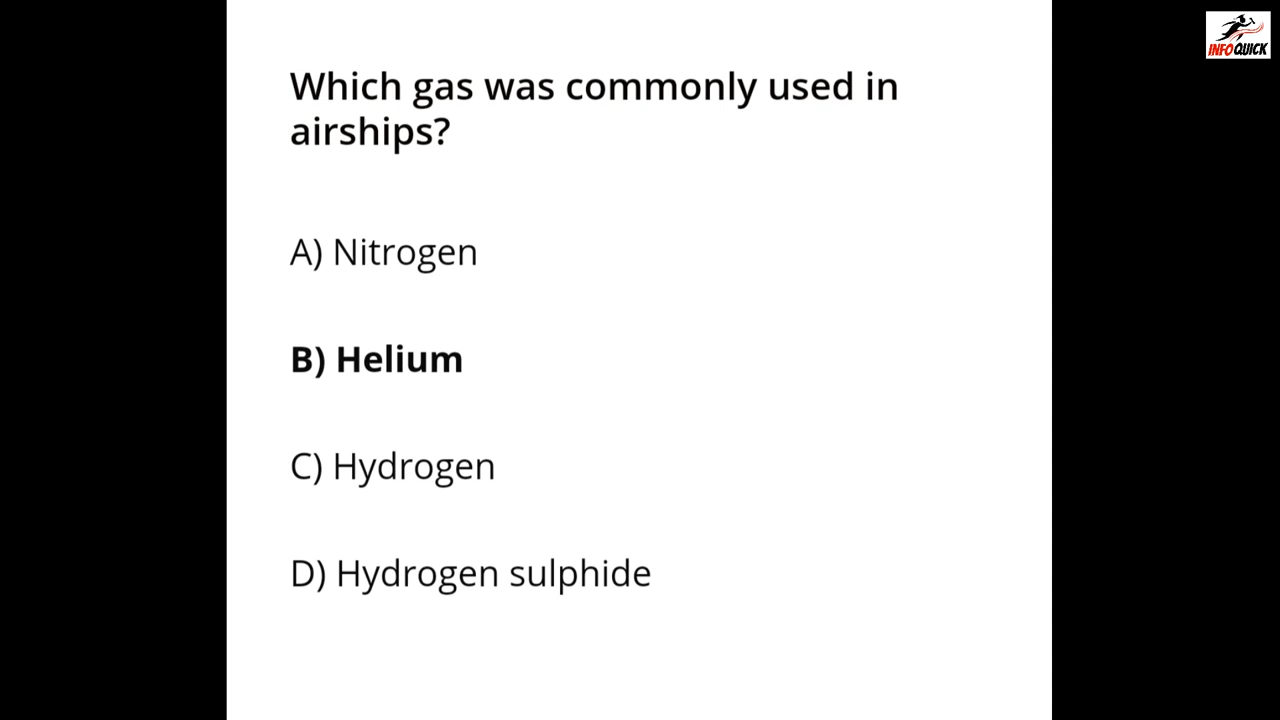 INFOQUICK
Which gas was commonly used in
airships?
A) Nitrogen
B) Helium
C) Hydrogen
D) Hydrogen sulphide